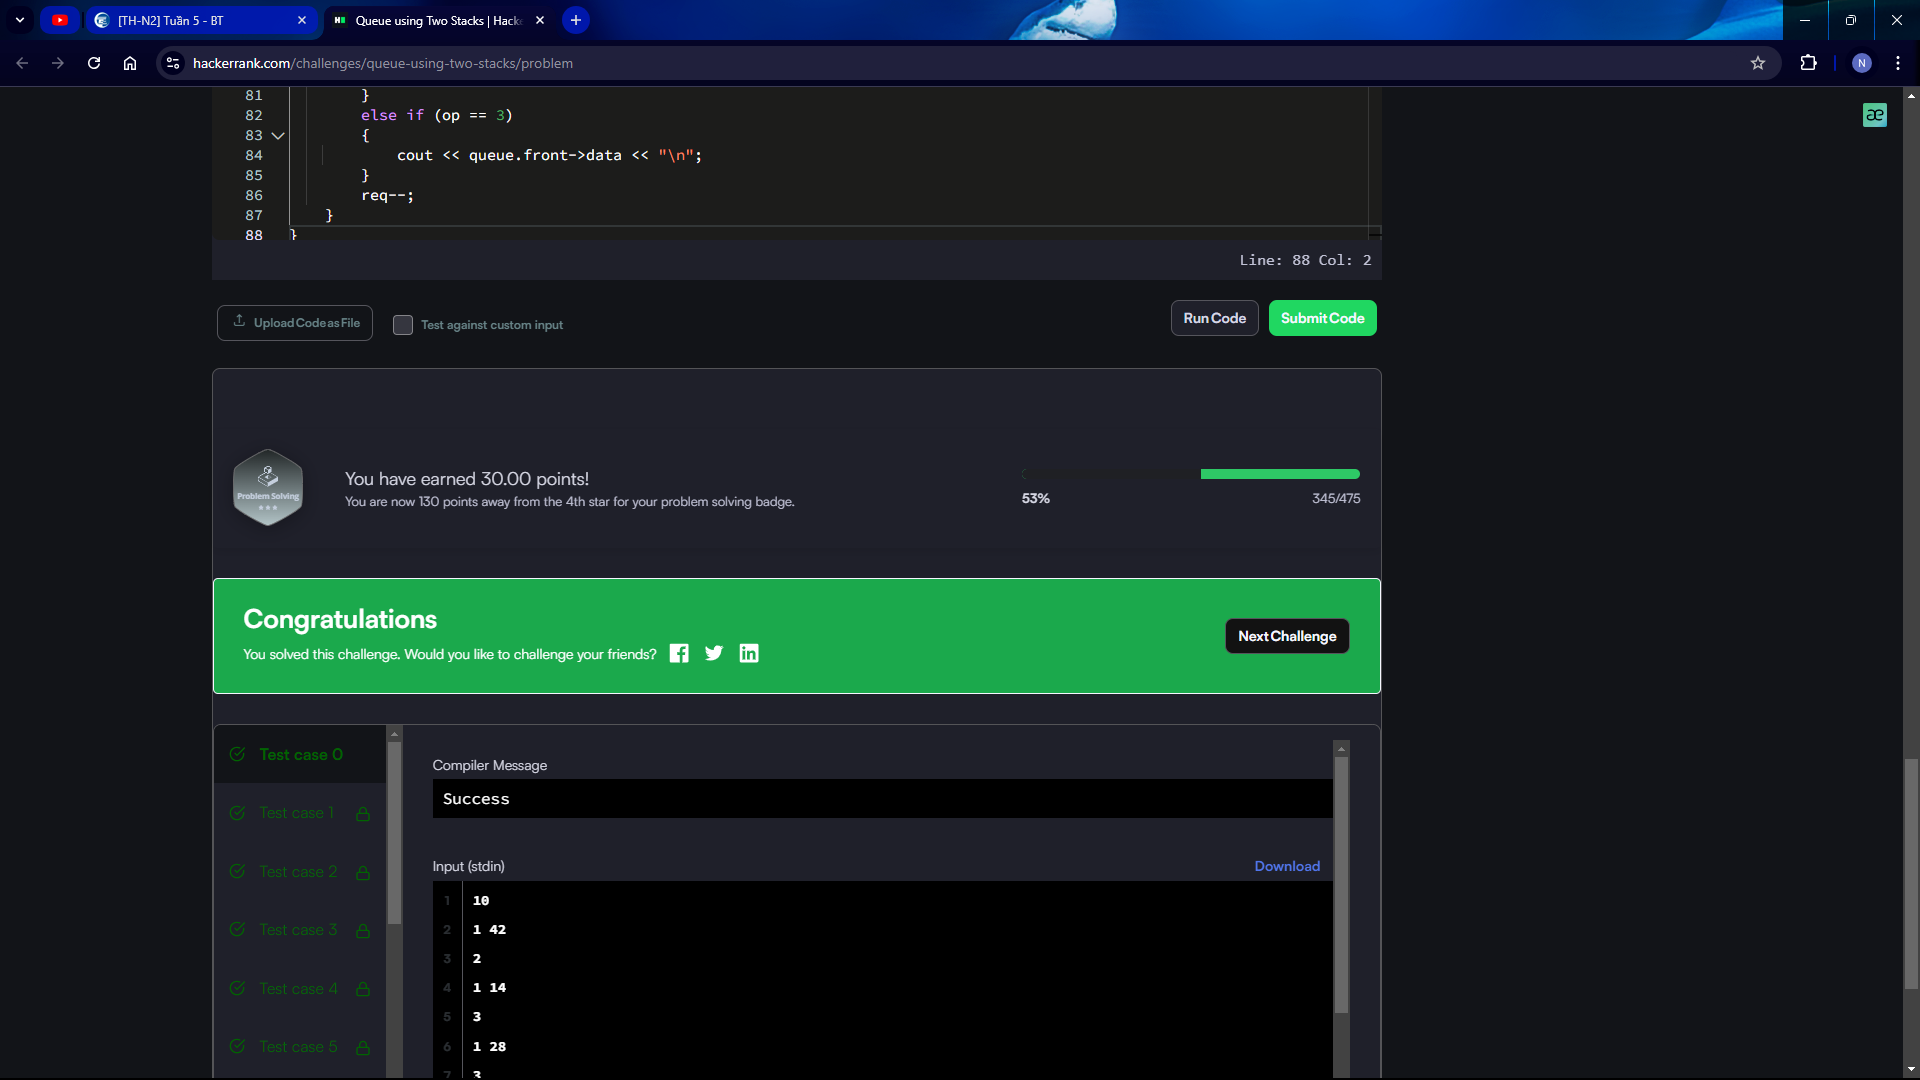 [TH-N2] Tuần 5 - BT
Queue using Two Stacks | Hack
hackerrank.com/challenges/queue-using-two-stacks/problem
N
æ
81 }
82 else if (op == 3)
83 {
84 cout << queue.front->data << "\n";
85 }
86 req--;
87 }
88 }
Line: 88 Col: 2
Upload Code as File
Test against custom input
Run Code
Submit Code
Problem Solving
You have earned 30.00 points!
You are now 130 points away from the 4th star for your problem solving badge.
53%
345/475
Congratulations
You solved this challenge. Would you like to challenge your friends?
Next Challenge
Test case 0
Test case 1
Test case 2
Test case 3
Test case 4
Test case 5
Compiler Message
Success
Input (stdin)
Download
1 10
2 1 42
3 2
4 1 14
5 3
6 1 28
7 3